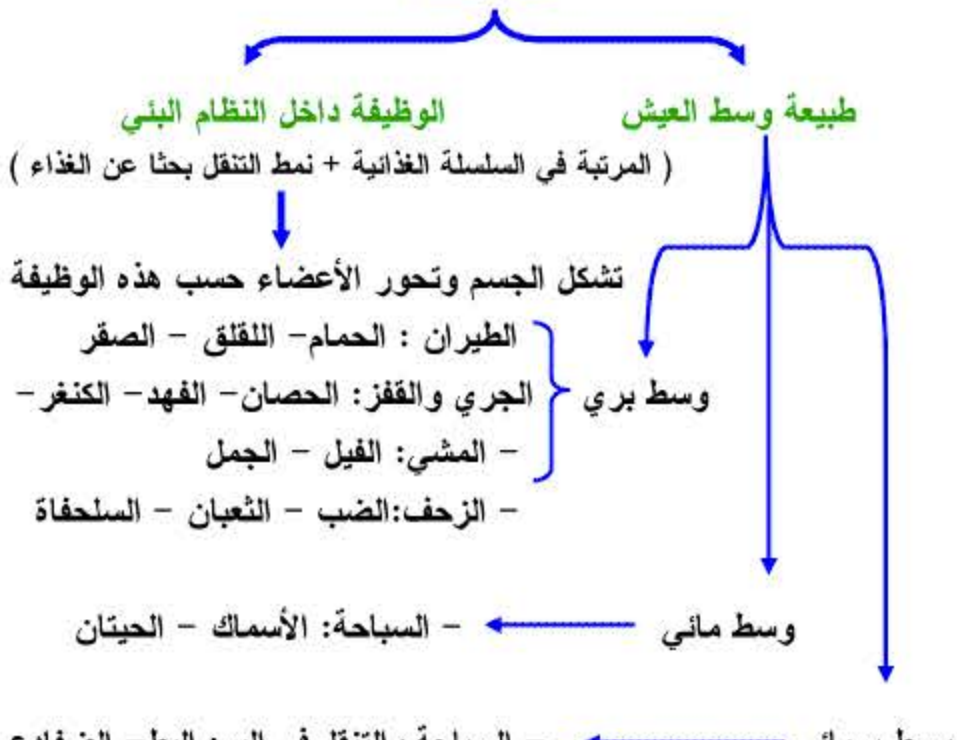 طبيعة وسط العيش
الوظيفة داخل النظام البئي
( المرتبة في السلسلة الغذائية + نمط التنقل بحثا عن الغذاء )
تشكل الجسم وتحور الأعضاء حسب هذه الوظيفة
الطيران : الحمام– اللقلق – الصقر
وسط بري
الجري والقفز: الحصان– الفهد– الكنغر–
– المشي: الفيل – الجمل
– الزحف:الضب – الثعبان – السلحفاة
وسط مائي
– السباحة: الأسماك – الحيتان